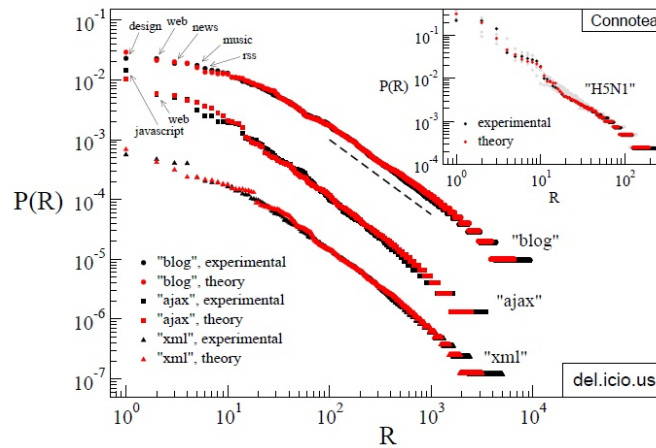 design
web
news
music
rss
javascript
web
P(R)
10^-1
10^-2
10^-3
10^-4
10^-5
10^-6
10^-7
10^0
10^1
10^2
10^3
10^4
R
"blog", experimental
"blog", theory
"ajax", experimental
"ajax", theory
"xml", experimental
"xml", theory
"blog"
"ajax"
"xml"
del.icio.us
Connotea
P(R)
10^-1
10^-2
10^-3
10^-4
"H5N1"
experimental
theory
10^0
10^1
10^2
R